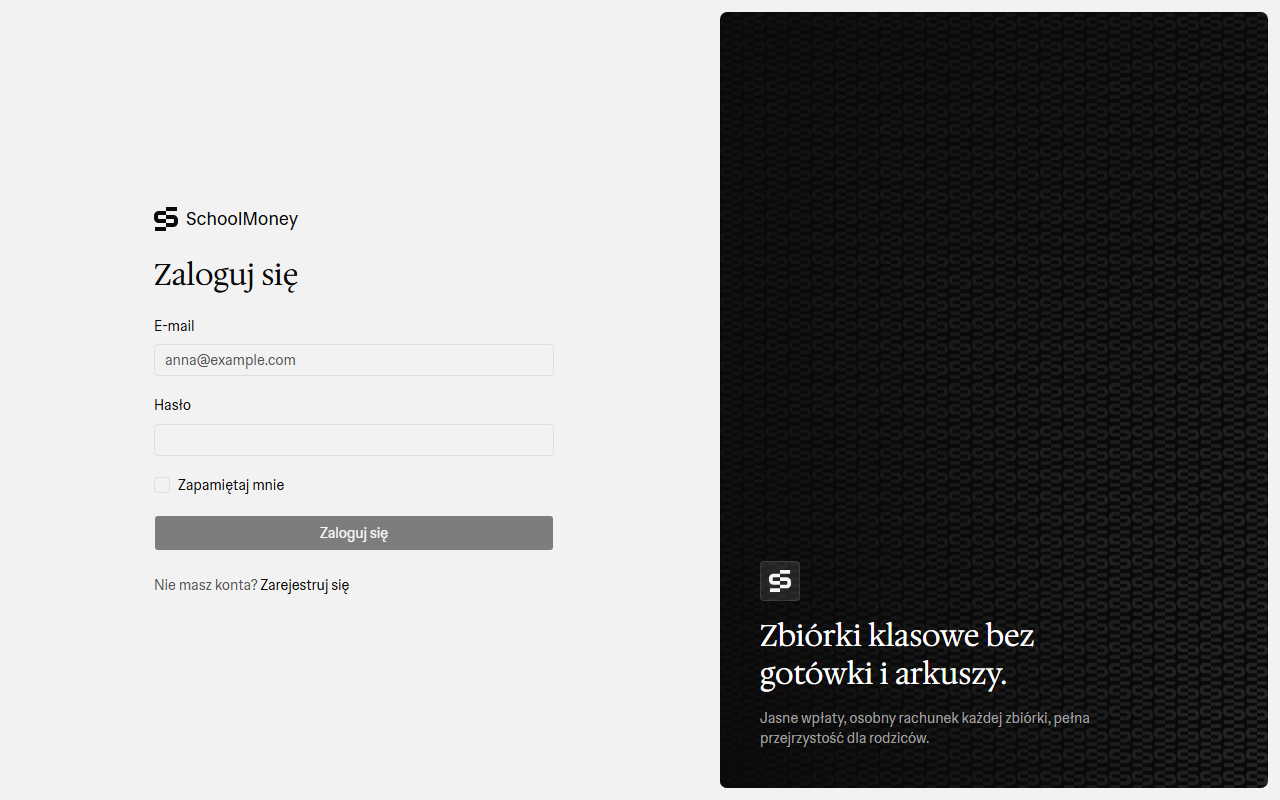 SchoolMoney
Zaloguj się
E-mail
anna@example.com
Hasło
Zapamiętaj mnie
Zaloguj się
Nie masz konta? Zarejestruj się
Zbiórki klasowe bez
gotówki i arkuszy.
Jasne wpłaty, osobny rachunek każdej zbiórki, pełna
przejrzystość dla rodziców.